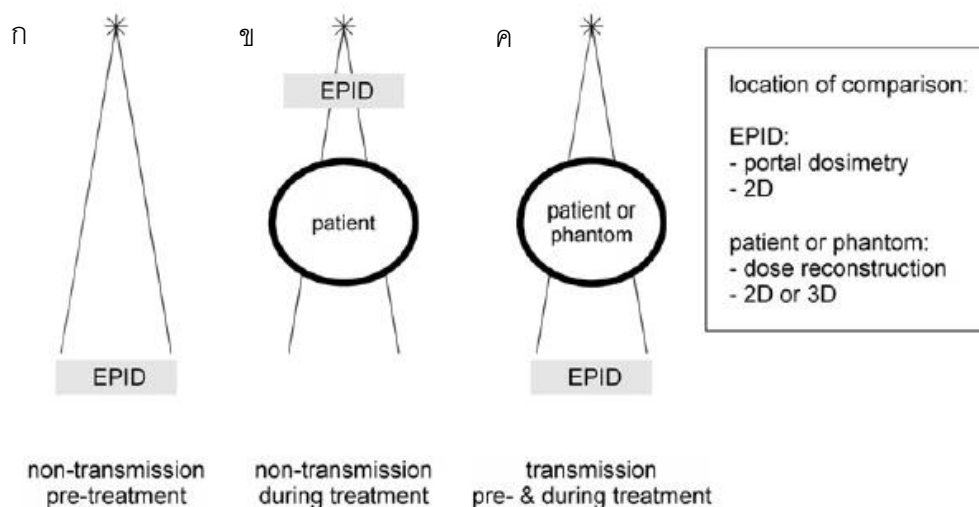 ก
EPID
non-transmission
pre-treatment
ข
EPID
patient
non-transmission
during treatment
ค
patient or
phantom
EPID
transmission
pre- & during treatment
location of comparison:
EPID:
- portal dosimetry
- 2D
patient or phantom:
- dose reconstruction
- 2D or 3D